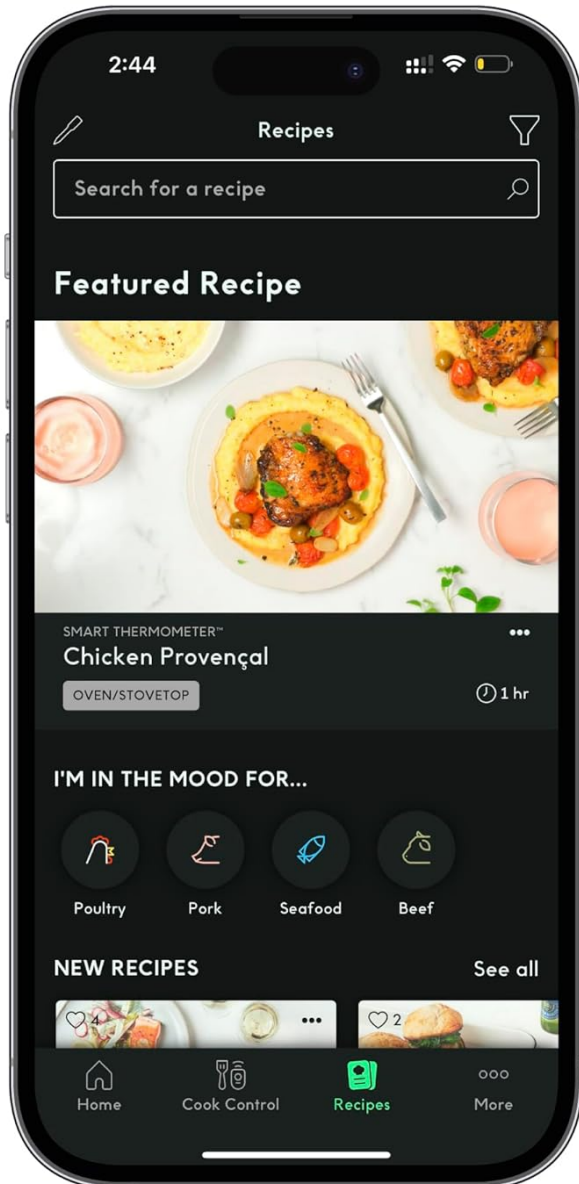 2:44
Recipes
Search for a recipe
Featured Recipe
SMART THERMOMETER™
Chicken Provençal
OVEN/STOVETOP
1 hr
I'M IN THE MOOD FOR...
Poultry Pork Seafood Beef
NEW RECIPES See all
4 2
Home Cook Control Recipes More